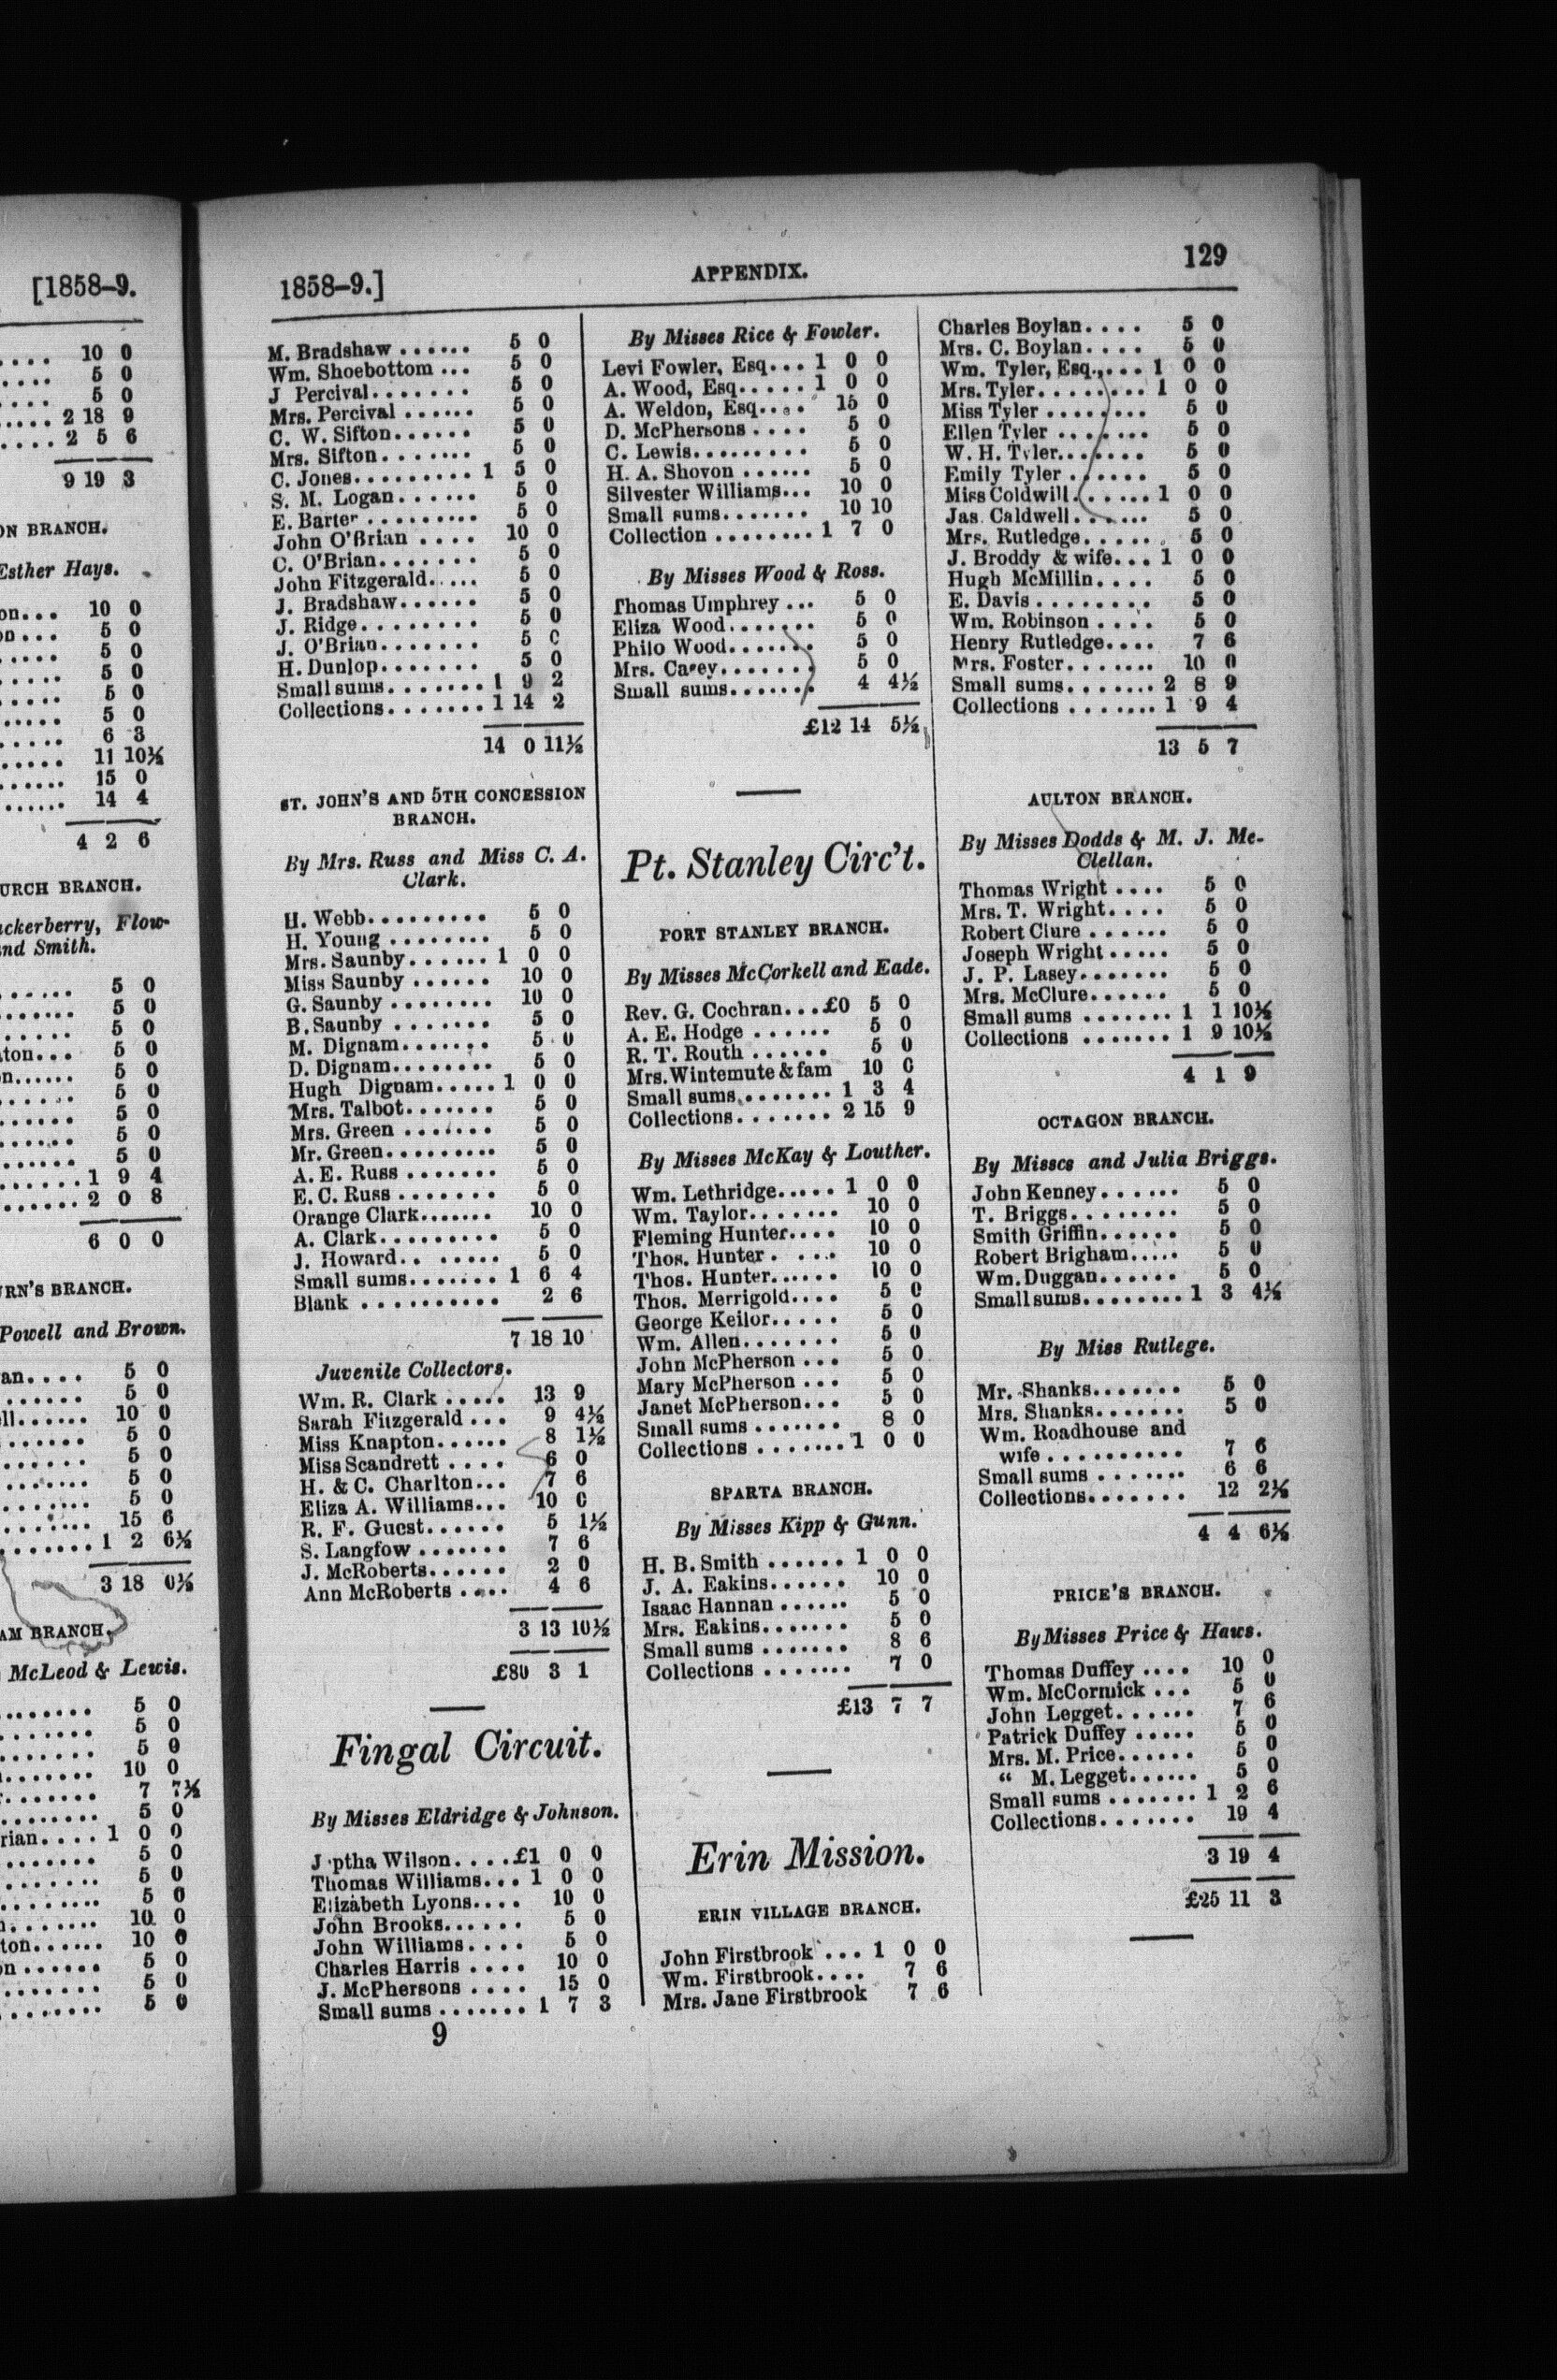 [1858-9.
10 0
5 0
5 0
2 18 9
2 5 6
9 19 3
ON BRANCH.
Esther Hays.
on... 10 0
on... 5 0
5 0
5 0
5 0
5 0
6 3
11 10½
15 0
14 4
4 2 6
URCH BRANCH.
uckerberry, Flow-
and Smith.
5 0
5 0
5 0
ton... 5 0
n...... 5 0
5 0
5 0
5 0
5 0
1 9 4
2 0 8
6 0 0
URN'S BRANCH.
Powell and Brown.
an.... 5 0
5 0
ll...... 10 0
5 0
5 0
5 0
5 0
15 6
1 2 6½
3 18 0½
AM BRANCH.
McLeod & Lewis.
5 0
5 0
5 0
10 0
7 7½
5 0
rian.... 1 0 0
5 0
5 0
5 0
10 0
ton...... 10 0
on...... 5 0
5 0
5 0
1858-9.] APPENDIX. 129
M. Bradshaw ...... 5 0
Wm. Shoebottom ... 5 0
J Percival....... 5 0
Mrs. Percival ...... 5 0
C. W. Sifton...... 5 0
Mrs. Sifton....... 5 0
C. Jones......... 1 5 0
S. M. Logan...... 5 0
E. Barter ......... 5 0
John O'Brian .... 10 0
C. O'Brian....... 5 0
John Fitzgerald..... 5 0
J. Bradshaw...... 5 0
J. Ridge........ 5 0
J. O'Brian....... 5 0
H. Dunlop....... 5 0
Small sums....... 1 9 2
Collections....... 1 14 2
14 0 11½
ST. JOHN'S AND 5TH CONCESSION
BRANCH.
By Mrs. Russ and Miss C. A.
Clark.
H. Webb......... 5 0
H. Young ........ 5 0
Mrs. Saunby...... 1 0 0
Miss Saunby ...... 10 0
G. Saunby ........ 10 0
B. Saunby ....... 5 0
M. Dignam....... 5 0
D. Dignam........ 5 0
Hugh Dignam..... 1 0 0
Mrs. Talbot....... 5 0
Mrs. Green ....... 5 0
Mr. Green......... 5 0
A. E. Russ ....... 5 0
E. C. Russ ....... 5 0
Orange Clark....... 10 0
A. Clark......... 5 0
J. Howard.. ...... 5 0
Small sums....... 1 6 4
Blank .......... 2 6
7 18 10
Juvenile Collectors.
Wm. R. Clark ..... 13 9
Sarah Fitzgerald ... 9 4½
Miss Knapton...... 8 1½
Miss Scandrett .... 6 0
H. & C. Charlton... 7 6
Eliza A. Williams... 10 0
R. F. Guest...... 5 1½
S. Langfow ....... 7 6
J. McRoberts...... 2 0
Ann McRoberts .... 4 6
3 13 10½
£80 3 1
Fingal Circuit.
By Misses Eldridge & Johnson.
J ptha Wilson....£1 0 0
Thomas Williams... 1 0 0
Elizabeth Lyons.... 10 0
John Brooks...... 5 0
John Williams.... 5 0
Charles Harris .... 10 0
J. McPhersons .... 15 0
Small sums ....... 1 7 3
9
By Misses Rice & Fowler.
Levi Fowler, Esq... 1 0 0
A. Wood, Esq..... 1 0 0
A. Weldon, Esq.... 15 0
D. McPhersons .... 5 0
C. Lewis......... 5 0
H. A. Shovon ...... 5 0
Silvester Williams... 10 0
Small sums....... 10 10
Collection ........ 1 7 0
By Misses Wood & Ross.
Thomas Umphrey ... 5 0
Eliza Wood....... 5 0
Philo Wood....... 5 0
Mrs. Casey....... 5 0
Small sums....... 4 4½
£12 14 5½
Pt. Stanley Circ't.
PORT STANLEY BRANCH.
By Misses McCorkell and Eade.
Rev. G. Cochran...£0 5 0
A. E. Hodge ...... 5 0
R. T. Routh ...... 5 0
Mrs. Wintemute & fam 10 0
Small sums........ 1 3 4
Collections....... 2 15 9
By Misses McKay & Louther.
Wm. Lethridge..... 1 0 0
Wm. Taylor....... 10 0
Fleming Hunter.... 10 0
Thos. Hunter . .... 10 0
Thos. Hunter...... 10 0
Thos. Merrigold.... 5 0
George Keilor..... 5 0
Wm. Allen....... 5 0
John McPherson ... 5 0
Mary McPherson ... 5 0
Janet McPherson... 5 0
Small sums ....... 8 0
Collections ....... 1 0 0
SPARTA BRANCH.
By Misses Kipp & Gunn.
H. B. Smith ...... 1 0 0
J. A. Eakins...... 10 0
Isaac Hannan ...... 5 0
Mrs. Eakins....... 5 0
Small sums ....... 8 6
Collections ....... 7 0
£13 7 7
Erin Mission.
ERIN VILLAGE BRANCH.
John Firstbrook ... 1 0 0
Wm. Firstbrook.... 7 6
Mrs. Jane Firstbrook 7 6
Charles Boylan.... 5 0
Mrs. C. Boylan.... 5 0
Wm. Tyler, Esq.,... 1 0 0
Mrs. Tyler........ 1 0 0
Miss Tyler ........ 5 0
Ellen Tyler ....... 5 0
W. H. Tyler....... 5 0
Emily Tyler ...... 5 0
Miss Coldwill...... 1 0 0
Jas. Caldwell...... 5 0
Mrs. Rutledge..... 5 0
J. Broddy & wife... 1 0 0
Hugh McMillin.... 5 0
E. Davis ........ 5 0
Wm. Robinson .... 5 0
Henry Rutledge.... 7 6
Mrs. Foster....... 10 0
Small sums....... 2 8 9
Collections ....... 1 9 4
13 5 7
AULTON BRANCH.
By Misses Dodds & M. J. Mc-
Clellan.
Thomas Wright .... 5 0
Mrs. T. Wright.... 5 0
Robert Clure ...... 5 0
Joseph Wright..... 5 0
J. P. Lasey....... 5 0
Mrs. McClure...... 5 0
Small sums ....... 1 1 10½
Collections ....... 1 9 10½
4 1 9
OCTAGON BRANCH.
By Misses and Julia Briggs.
John Kenney...... 5 0
T. Briggs........ 5 0
Smith Griffin...... 5 0
Robert Brigham..... 5 0
Wm. Duggan...... 5 0
Small sums........ 1 3 4½
By Miss Rutlege.
Mr. Shanks....... 5 0
Mrs. Shanks....... 5 0
Wm. Roadhouse and
wife .......... 7 6
Small sums ....... 6 6
Collections....... 12 2½
4 4 6½
PRICE'S BRANCH.
By Misses Price & Haws.
Thomas Duffey .... 10 0
Wm. McCormick ... 5 0
John Legget...... 7 6
Patrick Duffey ..... 5 0
Mrs. M. Price...... 5 0
“ M. Legget...... 5 0
Small sums ....... 1 2 6
Collections....... 19 4
3 19 4
£25 11 3